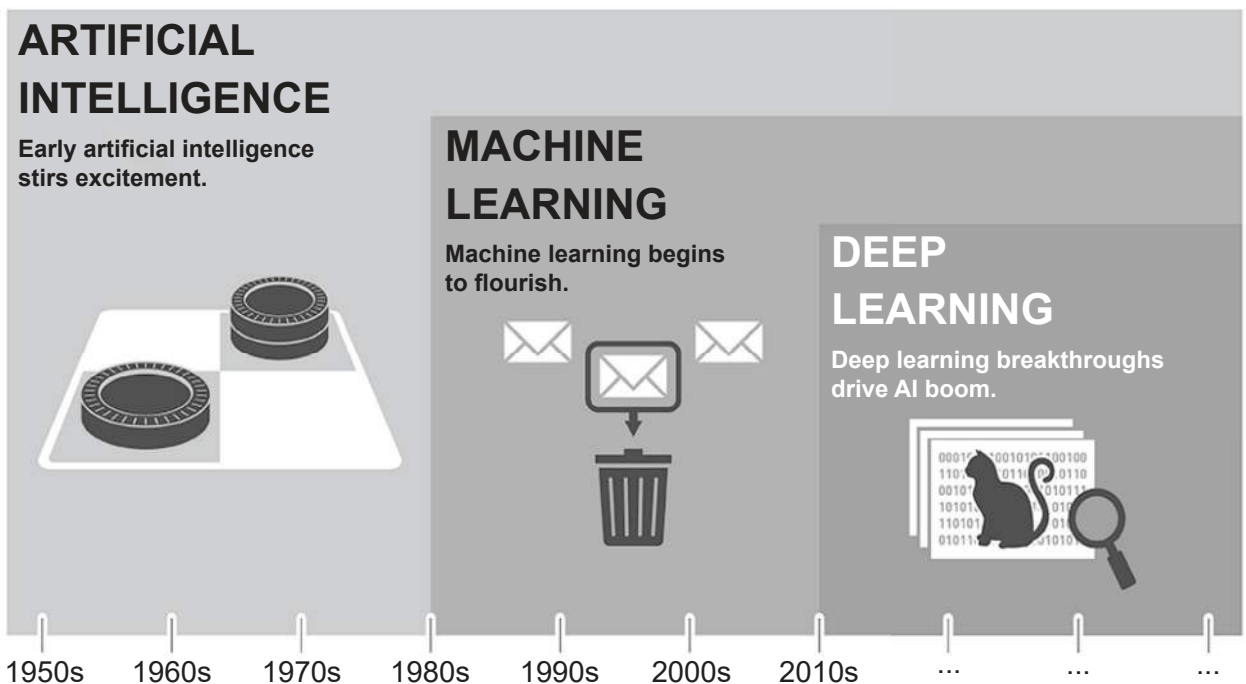 ARTIFICIAL
INTELLIGENCE
Early artificial intelligence
stirs excitement.
MACHINE
LEARNING
Machine learning begins
to flourish.
DEEP
LEARNING
Deep learning breakthroughs
drive AI boom.
1950s 1960s 1970s 1980s 1990s 2000s 2010s ... ... ...